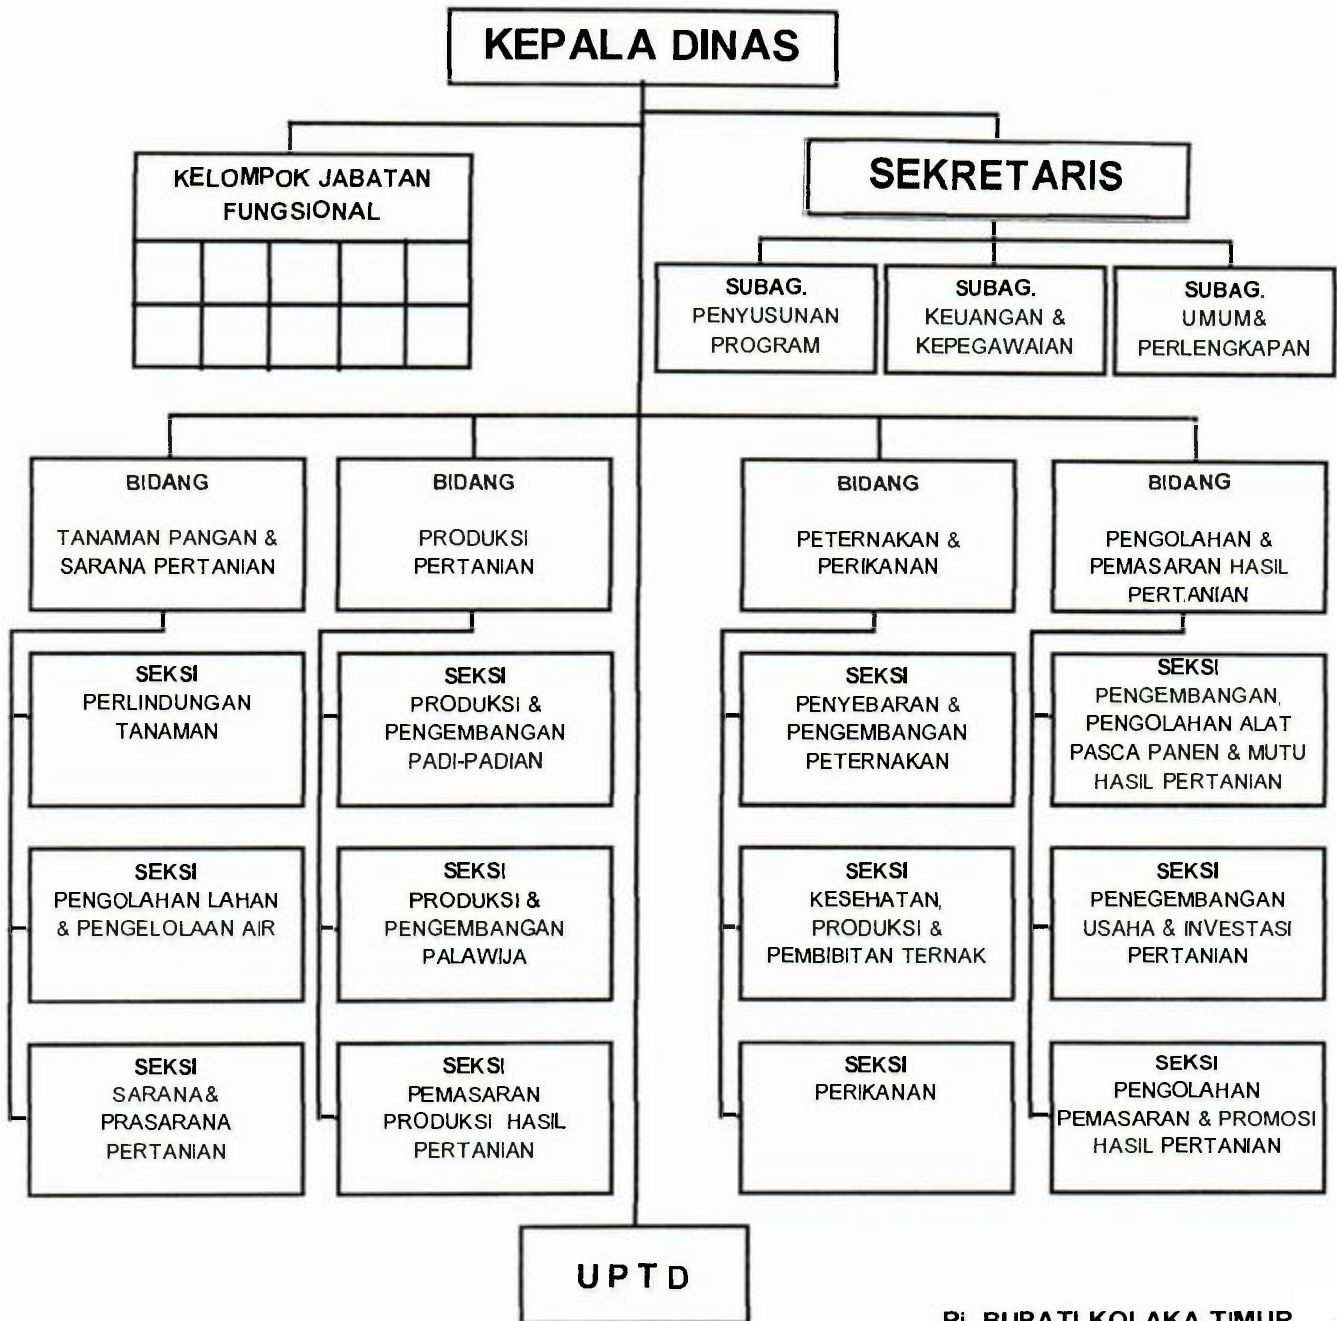 KEPALA DINAS
KELOMPOK JABATAN
FUNGSIONAL
SEKRETARIS
SUBAG.
PENYUSUNAN
PROGRAM
SUBAG.
KEUANGAN &
KEPEGAWAIAN
SUBAG.
UMUM&
PERLENGKAPAN
BIDANG
TANAMAN PANGAN &
SARANA PERTANIAN
BIDANG
PRODUKSI
PERTANIAN
BIDANG
PETERNAKAN &
PERIKANAN
BIDANG
PENGOLAHAN &
PEMASARAN HASIL
PERTANIAN
SEKSI
PERLINDUNGAN
TANAMAN
SEKSI
PRODUKSI &
PENGEMBANGAN
PADI-PADIAN
SEKSI
PENYEBARAN &
PENGEMBANGAN
PETERNAKAN
SEKSI
PENGEMBANGAN,
PENGOLAHAN ALAT
PASCA PANEN & MUTU
HASIL PERTANIAN
SEKSI
PENGOLAHAN LAHAN
& PENGELOLAAN AIR
SEKSI
PRODUKSI &
PENGEMBANGAN
PALAWIJA
SEKSI
KESEHATAN,
PRODUKSI &
PEMBIBITAN TERNAK
SEKSI
PENEGEMBANGAN
USAHA & INVESTASI
PERTANIAN
SEKSI
SARANA&
PRASARANA
PERTANIAN
SEKSI
PEMASARAN
PRODUKSI HASIL
PERTANIAN
SEKSI
PERIKANAN
SEKSI
PENGOLAHAN
PEMASARAN & PROMOSI
HASIL PERTANIAN
UPTD
Pj. BUPATI KOLAKA TIMUR